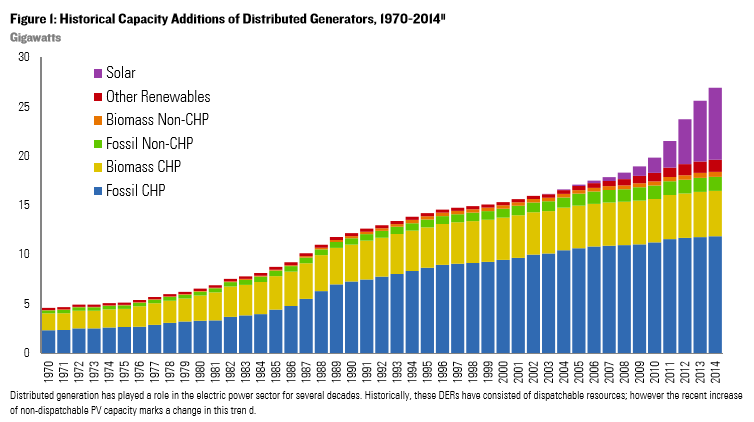 Figure 1: Historical Capacity Additions of Distributed Generators, 1970-2014¹¹
Gigawatts
30
25
20
15
10
5
0
Solar
Other Renewables
Biomass Non-CHP
Fossil Non-CHP
Biomass CHP
Fossil CHP
1970 1971 1972 1973 1974 1975 1976 1977 1978 1979 1980 1981 1982 1983 1984 1985 1986 1987 1988 1989 1990 1991 1992 1993 1994 1995 1996 1997 1998 1999 2000 2001 2002 2003 2004 2005 2006 2007 2008 2009 2010 2011 2012 2013 2014
Distributed generation has played a role in the electric power sector for several decades. Historically, these DERs have consisted of dispatchable resources; however the recent increase
of non-dispatchable PV capacity marks a change in this tren d.